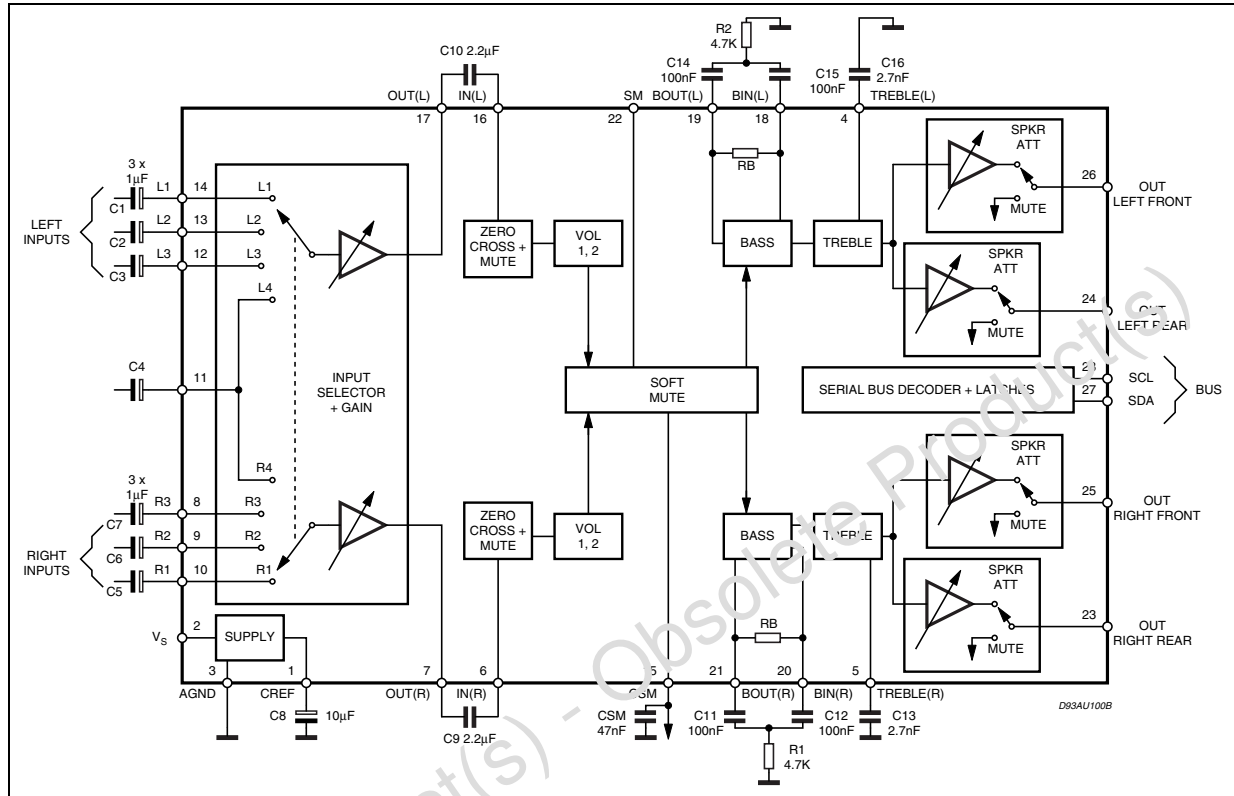 R2
4.7K
C10 2.2μF
C14
100nF
C15
100nF
C16
2.7nF
OUT(L)
IN(L)
SM
BOUT(L)
BIN(L)
TREBLE(L)
17
16
22
19
18
4
3 x
1μF
L1
14
L1
C1
L2
13
L2
C2
L3
12
L3
C3
L4
LEFT
INPUTS
RB
ZERO
CROSS +
MUTE
VOL
1, 2
BASS
TREBLE
SPKR
ATT
MUTE
26
OUT
LEFT FRONT
SPKR
ATT
MUTE
24
OUT
LEFT REAR
C4
11
INPUT
SELECTOR
+ GAIN
SOFT
MUTE
SERIAL BUS DECODER + LATCHES
28
SCL
27
SDA
BUS
R4
3 x
1μF
R3
8
R3
C7
R2
9
R2
C6
R1
10
R1
C5
RIGHT
INPUTS
ZERO
CROSS +
MUTE
VOL
1, 2
BASS
TREBLE
RB
SPKR
ATT
MUTE
25
OUT
RIGHT FRONT
SPKR
ATT
MUTE
23
OUT
RIGHT REAR
VS
2
SUPPLY
3
1
7
6
15
21
20
5
AGND
CREF
OUT(R)
IN(R)
CSM
BOUT(R)
BIN(R)
TREBLE(R)
C8
10μF
C9 2.2μF
CSM
47nF
C11
100nF
C12
100nF
C13
2.7nF
R1
4.7K
D93AU100B
ct(s) - Obsolete Product(s)